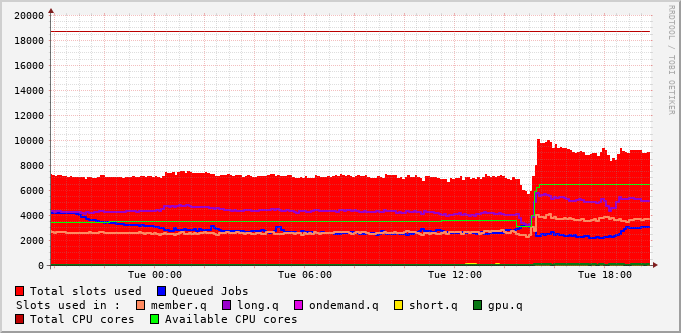 20000
18000
16000
14000
12000
10000
8000
6000
4000
2000
0
Tue 00:00 Tue 06:00 Tue 12:00 Tue 18:00
Total slots used Queued Jobs
Slots used in : member.q long.q ondemand.q short.q gpu.q
Total CPU cores Available CPU cores
RRDTOOL / TOBI OETIKER